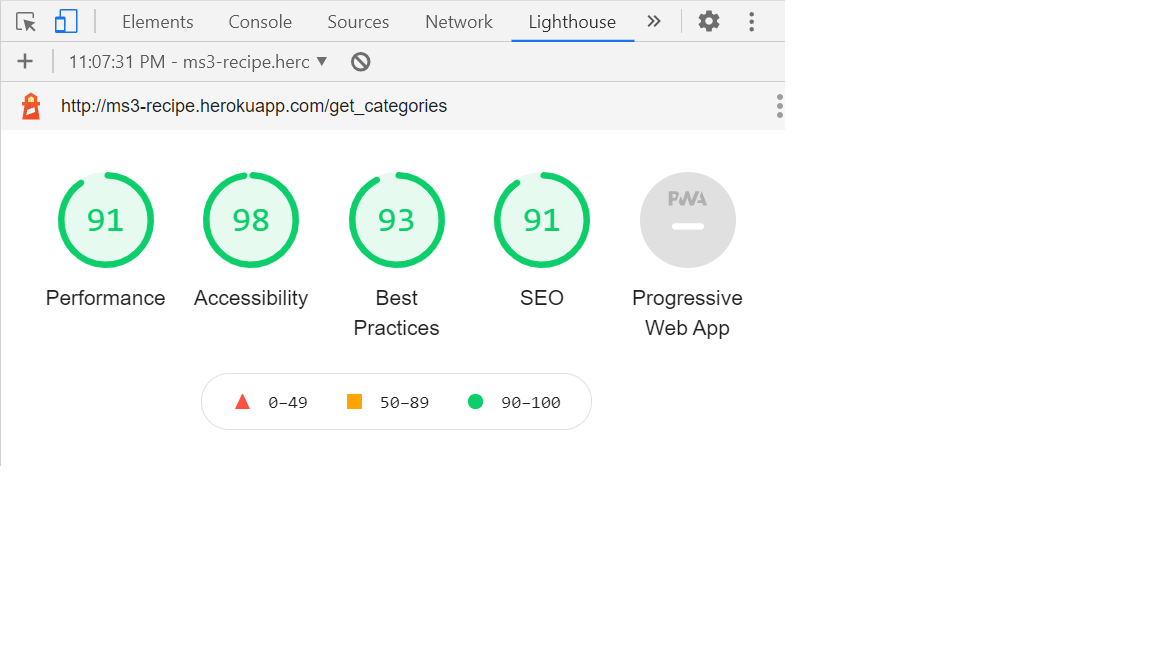 Elements Console Sources Network Lighthouse
11:07:31 PM - ms3-recipe.herc
http://ms3-recipe.herokuapp.com/get_categories
91 98 93 91 PWA
Performance Accessibility Best Practices SEO Progressive Web App
0–49 50–89 90–100